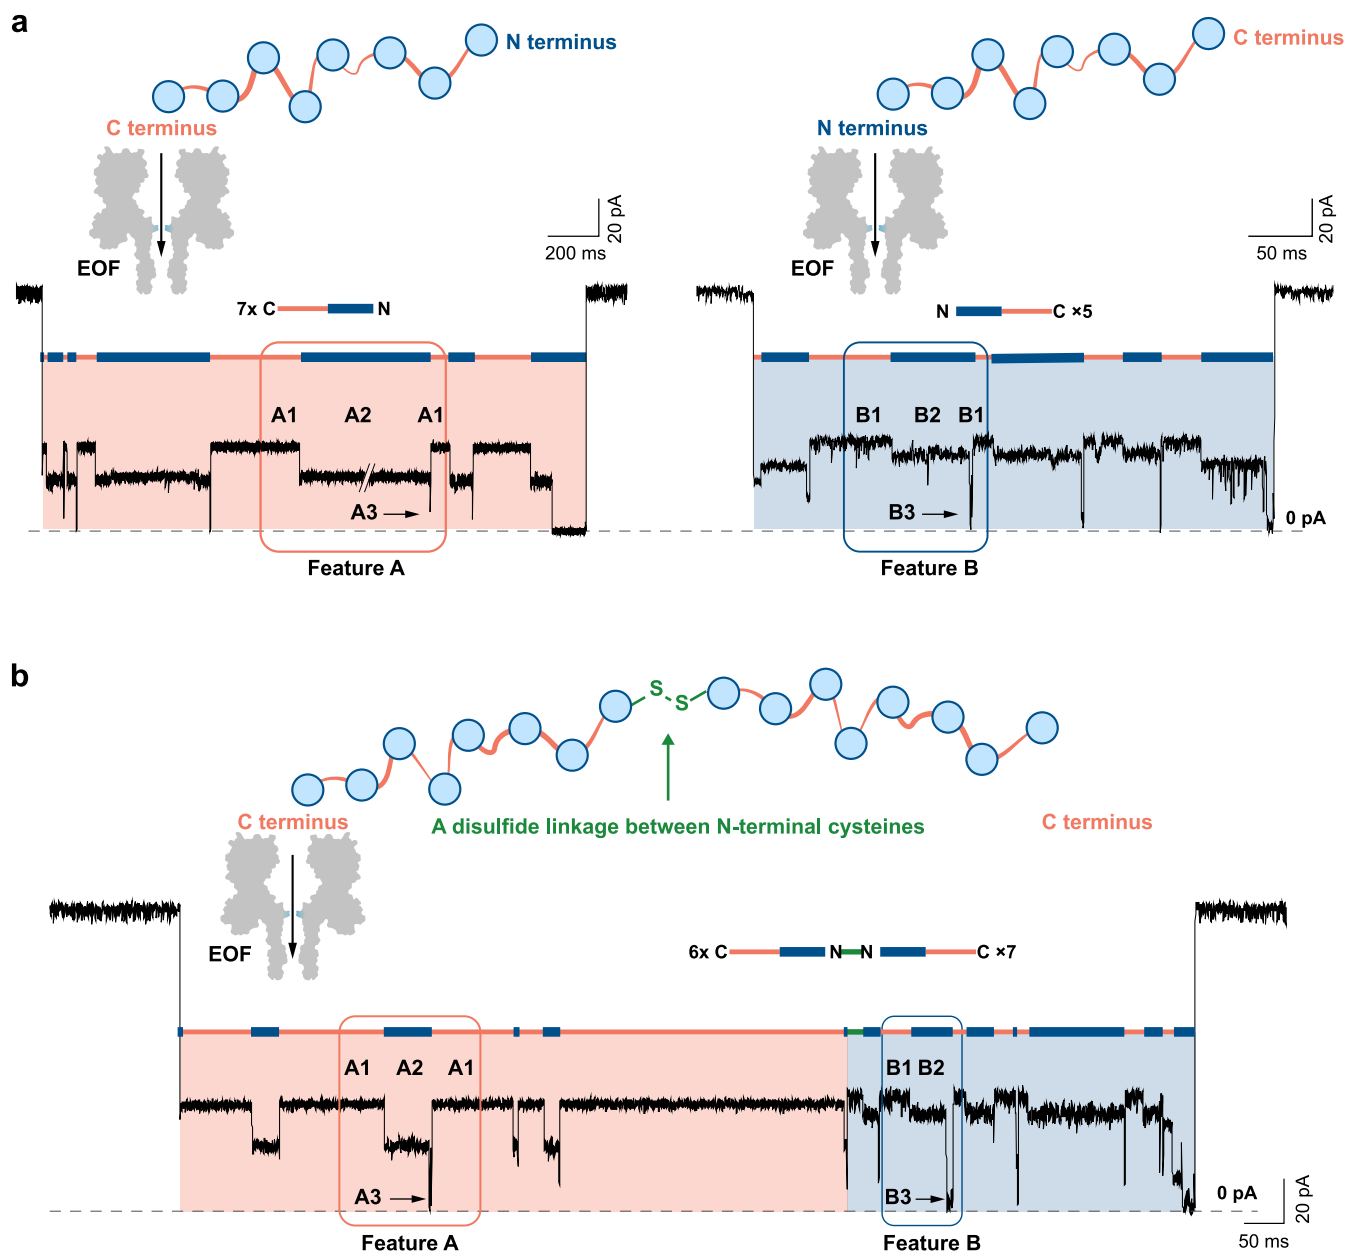 a
N terminus
C terminus
EOF
20 pA
200 ms
7x C
N
A1
A2
A1
A3
Feature A
C terminus
N terminus
EOF
20 pA
50 ms
N
C ×5
B1
B2
B1
B3
0 pA
Feature B
b
S
S
C terminus
A disulfide linkage between N-terminal cysteines
C terminus
EOF
6x C
N
N
C ×7
A1
A2
A1
B1
B2
A3
B3
0 pA
20 pA
50 ms
Feature A
Feature B